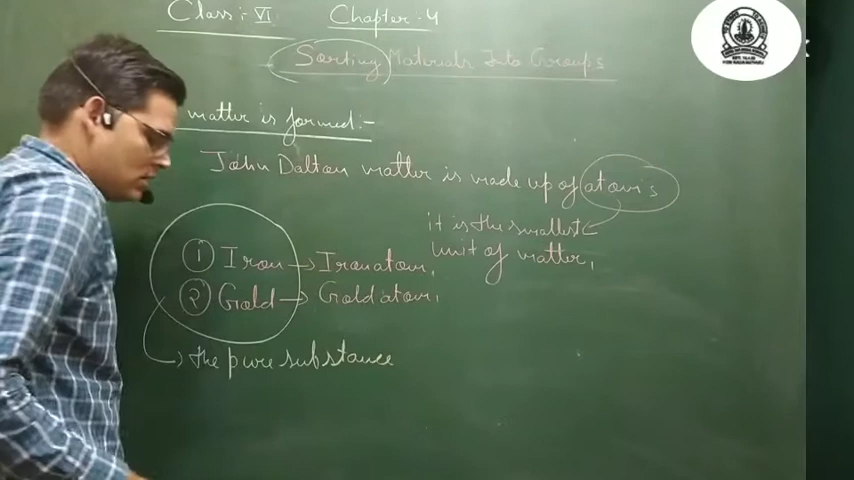 Class:- VI Chapter:4
Sorting Materials Into Groups
matter is formed:-
John Dalton matter is made up of atom's
it is the smallest
Unit of matter,
1 Iron → Iron atom,
2 Gold → Gold atom,
→ the pure substance